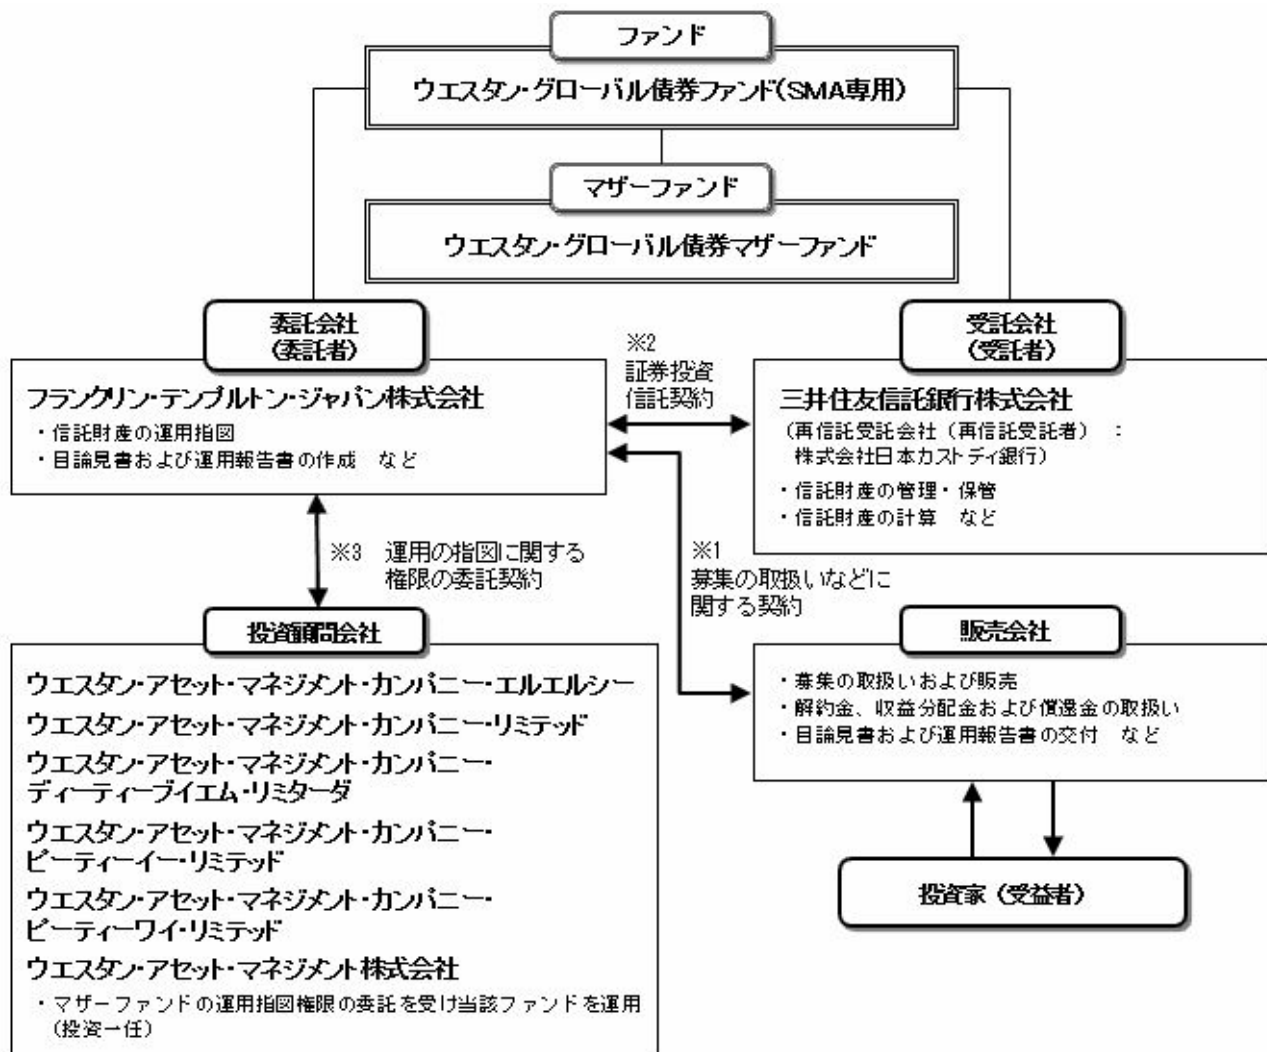 ファンド
ウエスタン・グローバル債券ファンド(SMA専用)
マザーファンド
ウエスタン・グローバル債券マザーファンド
委託会社
(委託者)
フランクリン・テンプルトン・ジャパン株式会社
・信託財産の運用指図
・目論見書および運用報告書の作成 など
※2
証券投資
信託契約
受託会社
(受託者)
三井住友信託銀行株式会社
(再信託受託会社(再信託受託者) :
株式会社日本カストディ銀行)
・信託財産の管理・保管
・信託財産の計算 など
※3 運用の指図に関する
権限の委託契約
※1
募集の取扱いなどに
関する契約
投資顧問会社
ウエスタン・アセット・マネジメント・カンパニー・エルエルシー
ウエスタン・アセット・マネジメント・カンパニー・リミテッド
ウエスタン・アセット・マネジメント・カンパニー・
ディーティーブイエム・リミターダ
ウエスタン・アセット・マネジメント・カンパニー・
ピーティーイー・リミテッド
ウエスタン・アセット・マネジメント・カンパニー・
ピーティーワイ・リミテッド
ウエスタン・アセット・マネジメント株式会社
・マザーファンドの運用指図権限の委託を受け当該ファンドを運用
(投資一任)
販売会社
・募集の取扱いおよび販売
・解約金、収益分配金および償還金の取扱い
・目論見書および運用報告書の交付 など
投資家(受益者)